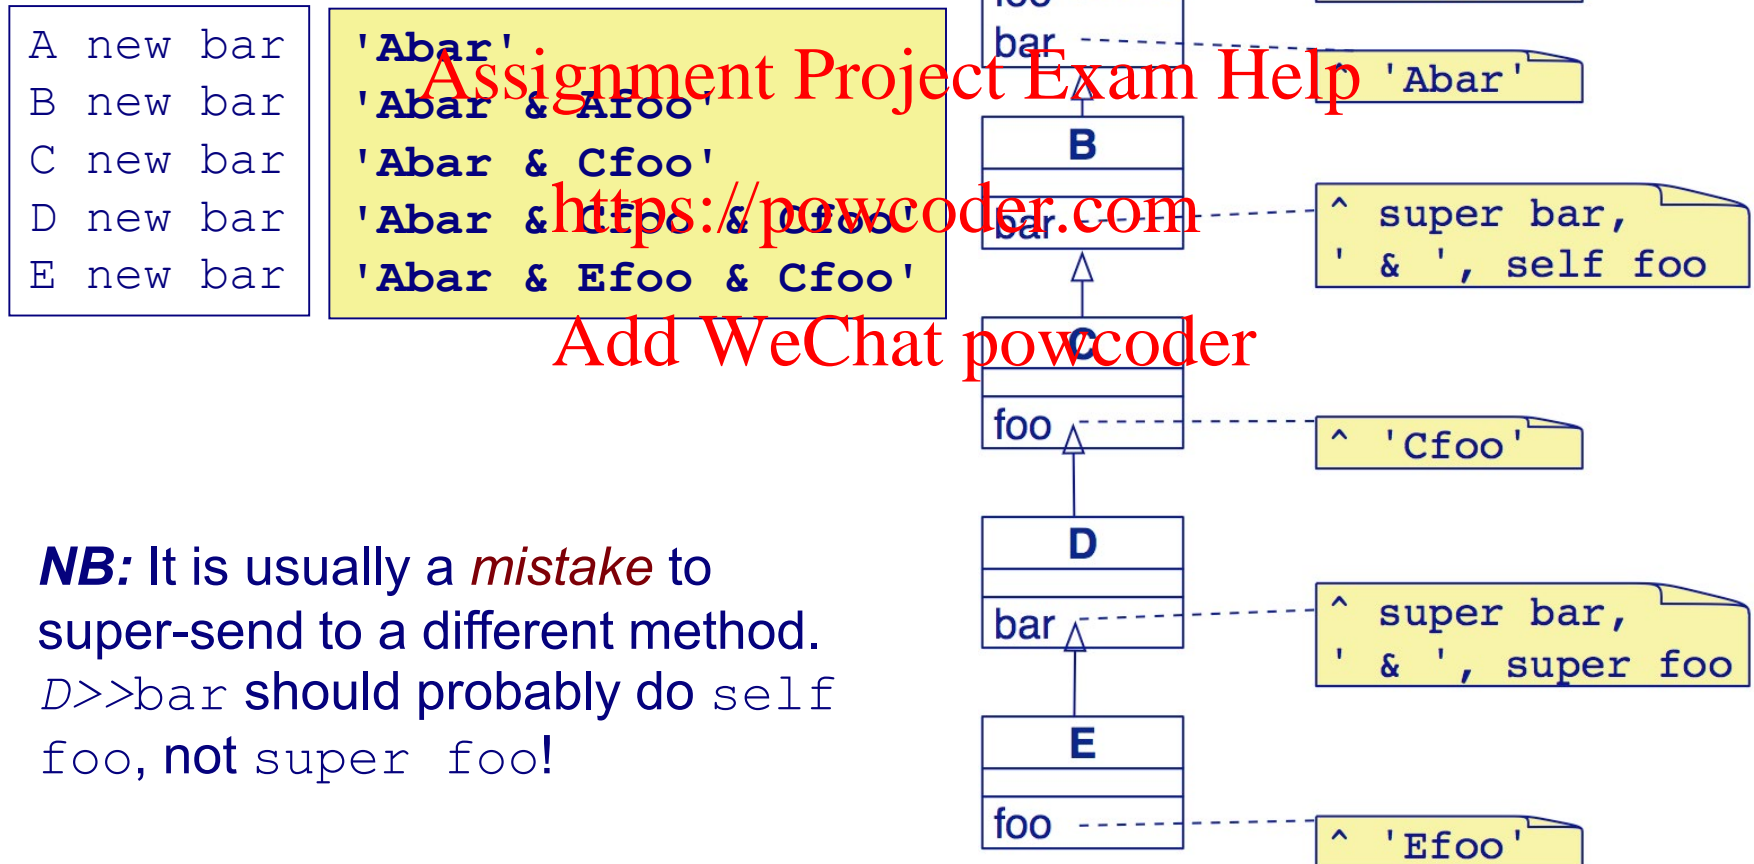 A new bar
B new bar
C new bar
D new bar
E new bar
'Abar'
'Abar & Afoo'
'Abar & Cfoo'
'Abar & Cfoo & Cfoo'
'Abar & Efoo & Cfoo'
Assignment Project Exam Help
https://powcoder.com
Add WeChat powcoder
NB: It is usually a mistake to
super-send to a different method.
D>>bar should probably do self
foo, not super foo!
foo
bar
^ 'Abar'
B
bar
^ super bar,
' & ', self foo
C
foo
^ 'Cfoo'
D
bar
^ super bar,
' & ', super foo
E
foo
^ 'Efoo'